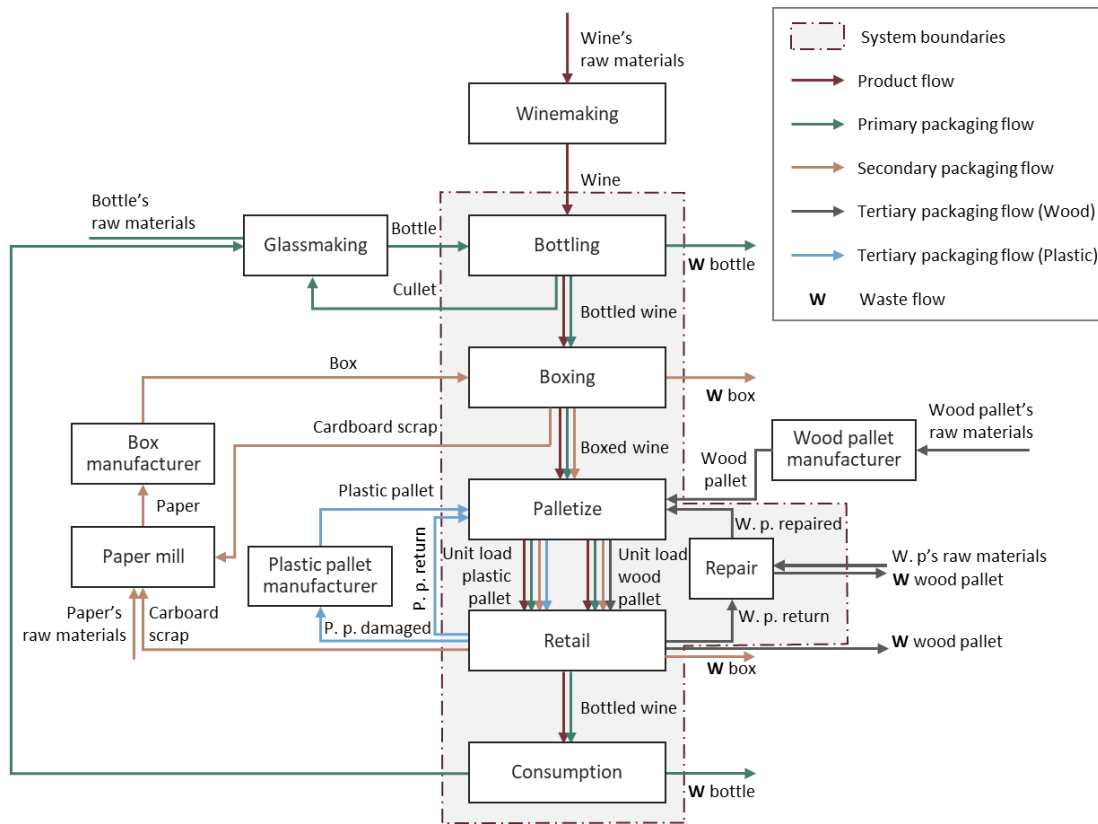 Wine's
raw materials
Winemaking
Wine
Bottle's
raw materials
Glassmaking
Bottle
Bottling
W bottle
Cullet
Bottled wine
Box
Boxing
W box
Cardboard scrap
Boxed wine
Box
manufacturer
Wood pallet
manufacturer
Wood pallet's
raw materials
Wood
pallet
Plastic pallet
Palletize
Paper
Paper mill
Plastic pallet
manufacturer
P. p. return
Unit load
plastic
pallet
Unit load
wood
pallet
W. p. repaired
Repair
W. p's raw materials
W wood pallet
W. p. return
Paper's
raw materials
Carboard
scrap
P. p. damaged
Retail
W wood pallet
W box
Bottled wine
Consumption
W bottle
System boundaries
Product flow
Primary packaging flow
Secondary packaging flow
Tertiary packaging flow (Wood)
Tertiary packaging flow (Plastic)
W Waste flow